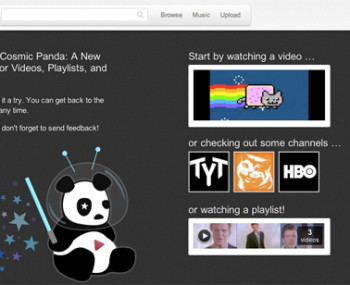 Browse Music Upload
Cosmic Panda: A New
or Videos, Playlists, and
it a try. You can get back to the
any time.
don't forget to send feedback!
Start by watching a video ...
or checking out some channels ...
TYT
HBO
or watching a playlist!
3
videos